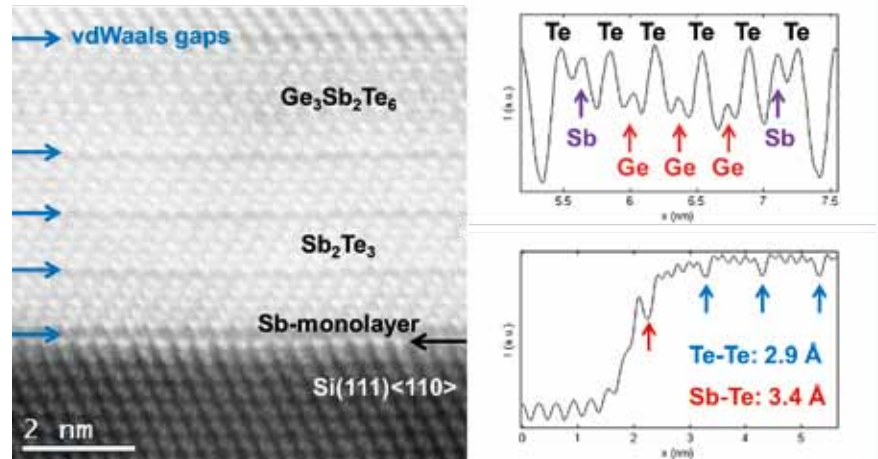 vdWaals gaps
Ge3Sb2Te6
Sb2Te3
Sb-monolayer
Si(111)<110>
2 nm
Te Te Te Te Te Te
Sb Sb
Ge Ge Ge
I (a.u.)
5.5 6 6.5 7 7.5
x (nm)
I (a.u.)
Te-Te: 2.9 Å
Sb-Te: 3.4 Å
0 1 2 3 4 5
x (nm)